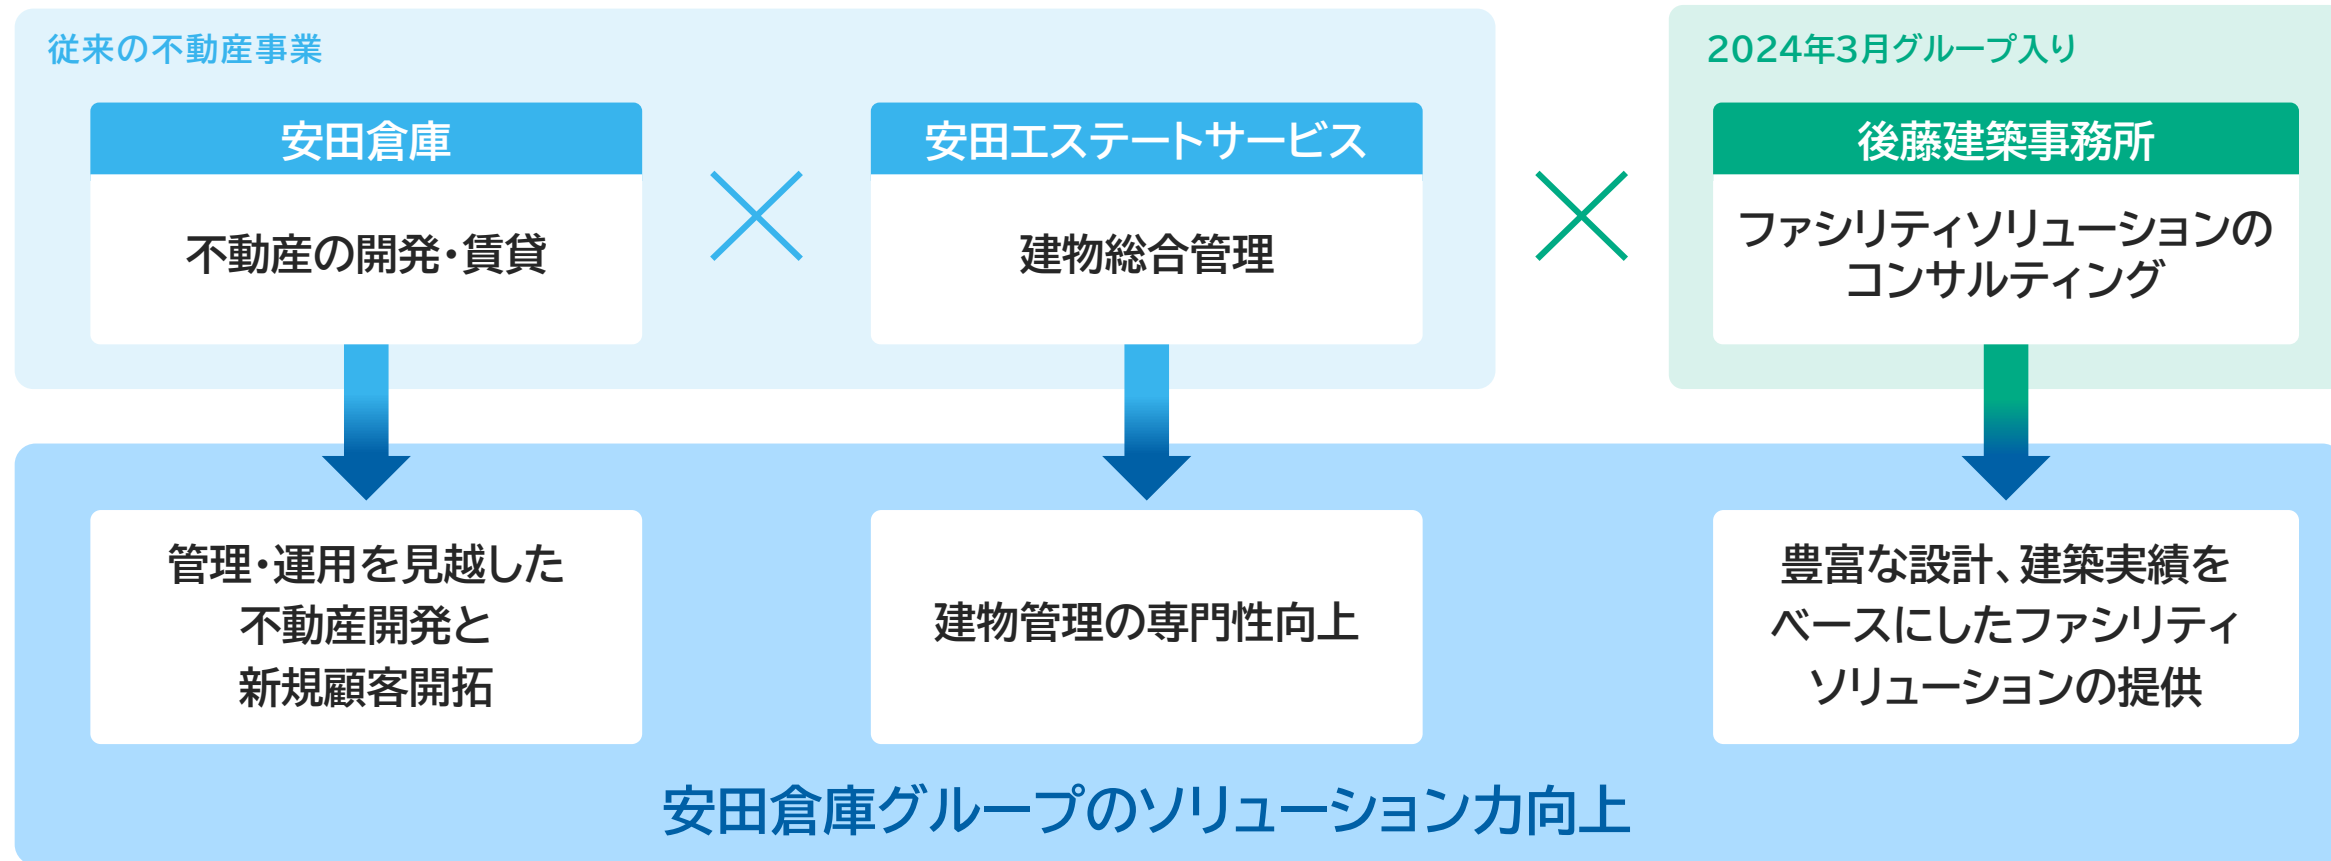 従来の不動産事業
2024年3月グループ入り
安田倉庫
安田エステートサービス
後藤建築事務所
不動産の開発・賃貸
建物総合管理
ファシリティソリューションの
コンサルティング
管理・運用を見越した
不動産開発と
新規顧客開拓
建物管理の専門性向上
豊富な設計、建築実績を
ベースにしたファシリティ
ソリューションの提供
安田倉庫グループのソリューション力向上